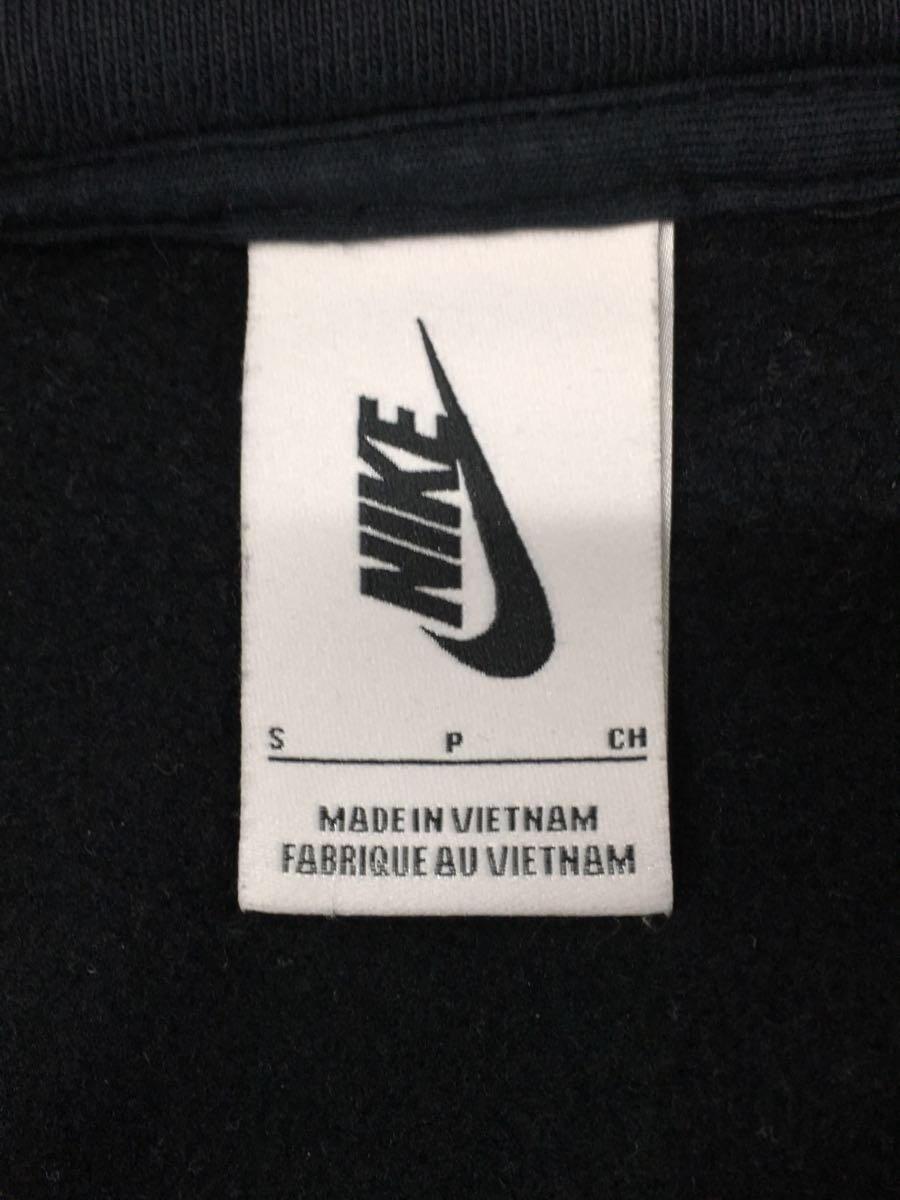 NIKE
S P CH
MADE IN VIETNAM
FABRIQUE AU VIETNAM